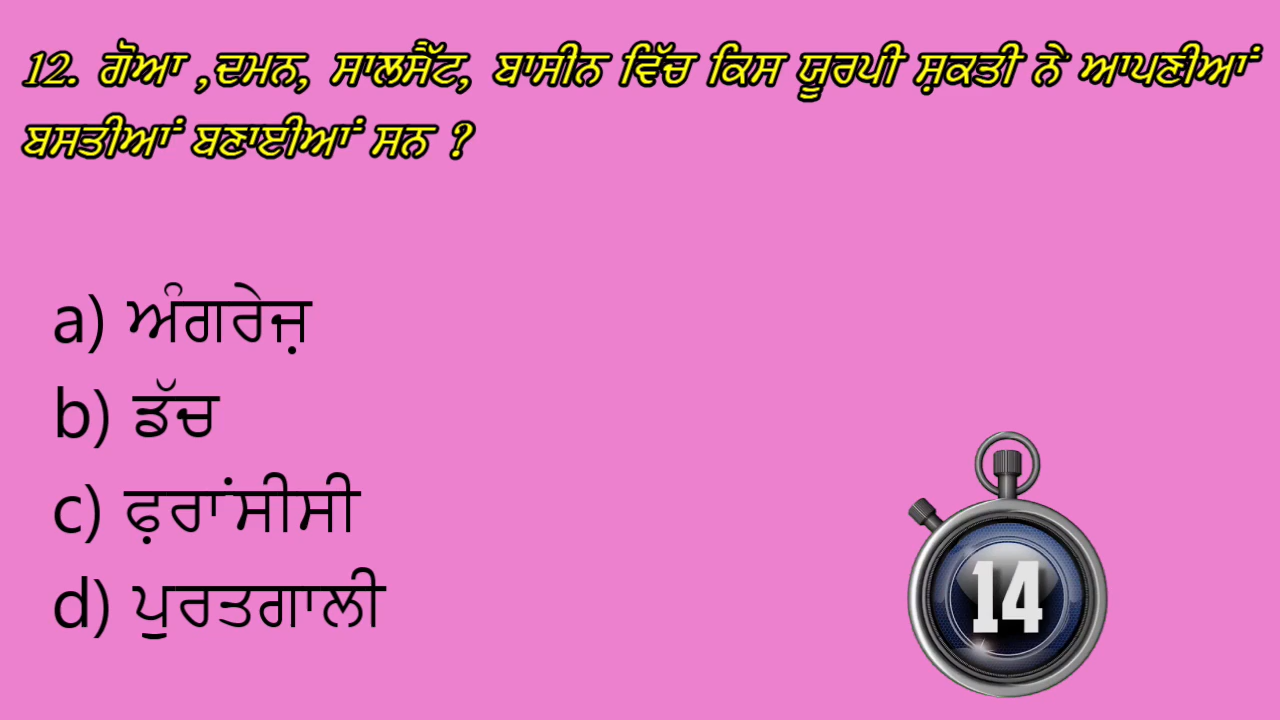 12. ਗੋਆ ,ਦਮਨ, ਸਾਲਸੈੱਟ, ਬਾਸੀਨ ਵਿੱਚ ਕਿਸ ਯੂਰਪੀ ਸ਼ਕਤੀ ਨੇ ਆਪਣੀਆਂ
ਬਸਤੀਆਂ ਬਣਾਈਆਂ ਸਨ ?
a) ਅੰਗਰੇਜ਼
b) ਡੱਚ
c) ਫ਼ਰਾਂਸੀਸੀ
d) ਪੁਰਤਗਾਲੀ
14